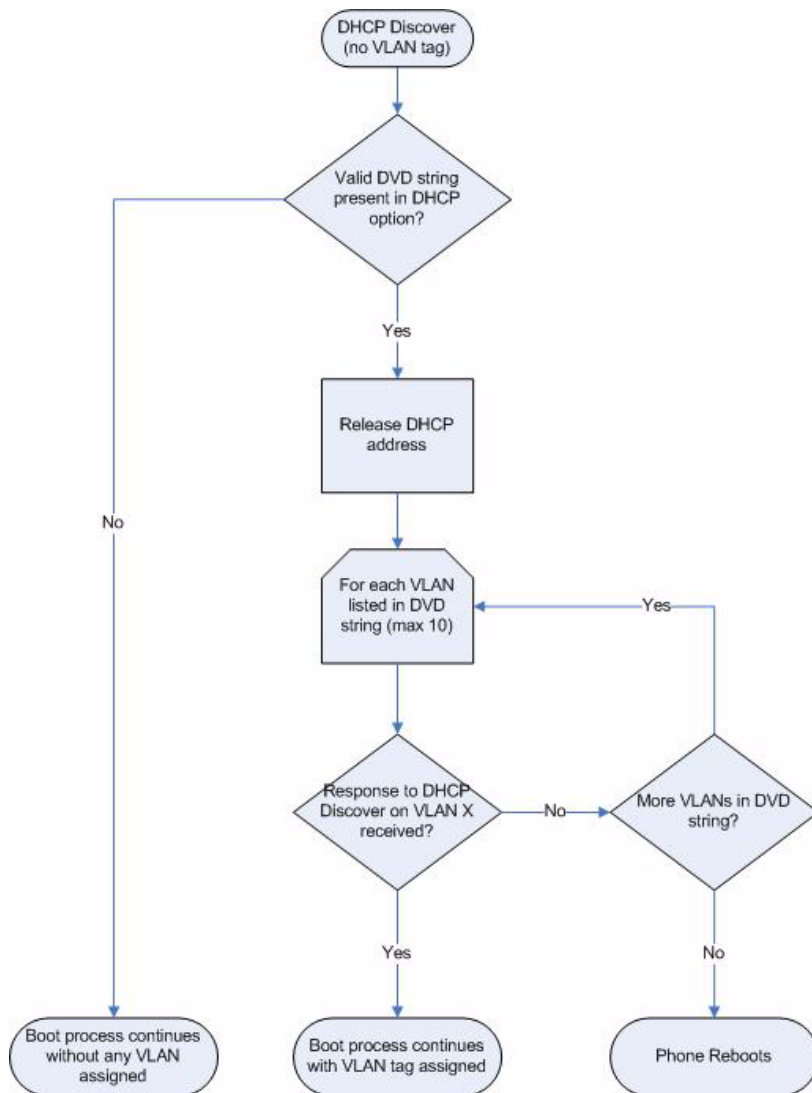 DHCP Discover
(no VLAN tag)
Valid DVD string
present in DHCP
option?
Yes
Release DHCP
address
No
For each VLAN
listed in DVD
string (max 10)
Yes
Response to DHCP
Discover on VLAN X
received?
No
More VLANs in DVD
string?
Yes
No
Boot process continues
without any VLAN
assigned
Boot process continues
with VLAN tag assigned
Phone Reboots